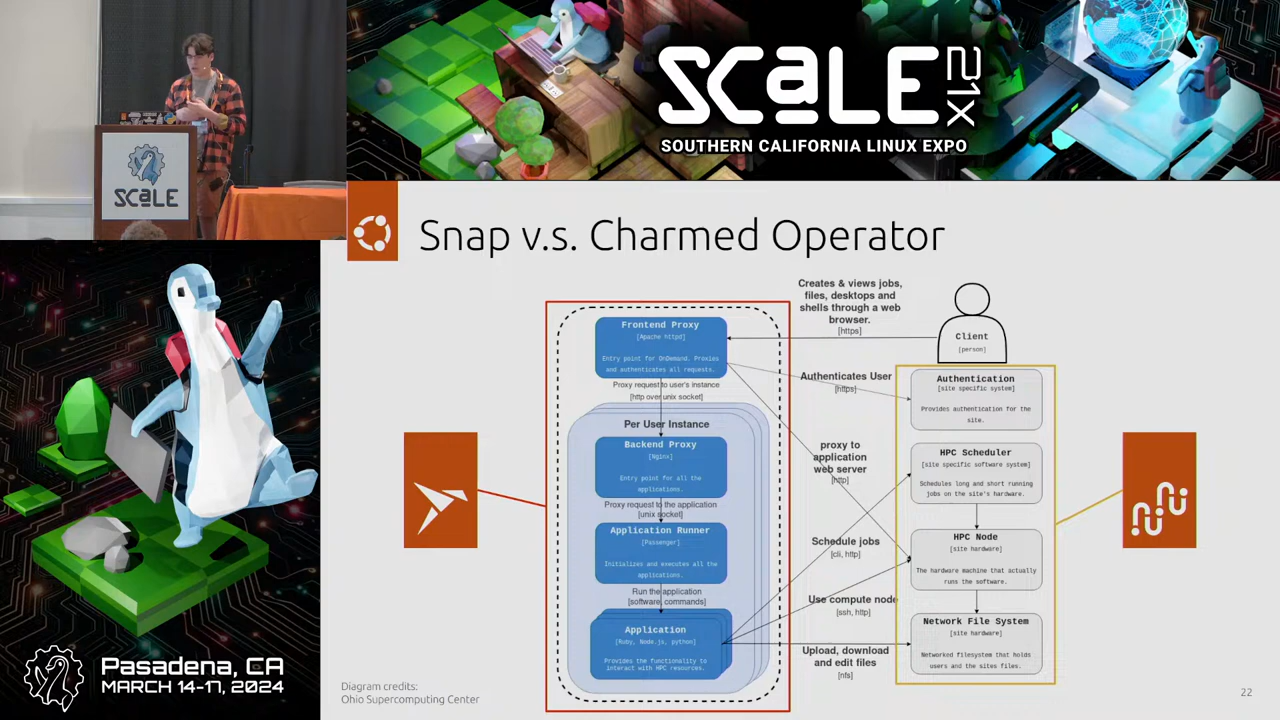 SCALE
SCALE
21X
SOUTHERN CALIFORNIA LINUX EXPO
Snap v.s. Charmed Operator
Frontend Proxy
[Apache httpd]
Entry point for OnDemand. Proxies
and authenticates all requests.
Proxy request to user's instance
[http over unix socket]
Per User Instance
Backend Proxy
[Nginx]
Entry point for all the
applications.
Proxy request to the application
[unix socket]
Application Runner
[Passenger]
Initializes and executes all the
applications.
Run the application
[software, commands]
Application
[Ruby, Node.js, python]
Provides the functionality to
interact with HPC resources.
Creates & views jobs,
files, desktops and
shells through a web
browser.
[https]
Authenticates User
[https]
proxy to
application
web server
[http]
Schedule jobs
[cli, http]
Use compute node
[ssh, http]
Upload, download
and edit files
[nfs]
Client
[person]
Authentication
[site specific system]
Provides authentication for the
site.
HPC Scheduler
[site specific software system]
Schedules long and short running
jobs on the site's hardware.
HPC Node
[site hardware]
The hardware machine that actually
runs the software.
Network File System
[site hardware]
Networked filesystem that holds
users and the sites files.
Diagram credits:
Ohio Supercomputing Center
22
Pasadena, CA
MARCH 14-17, 2024